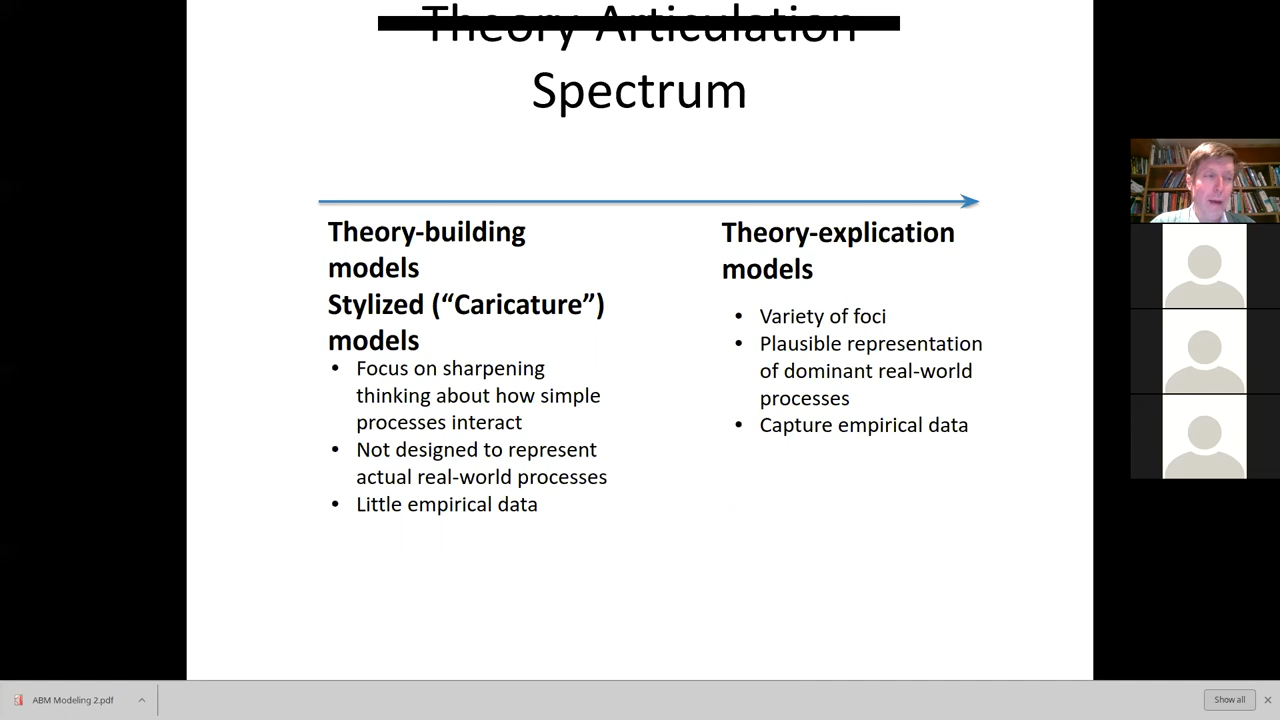 Theory Articulation
Spectrum
Theory-building
models
Stylized (“Caricature”)
models
• Focus on sharpening
thinking about how simple
processes interact
• Not designed to represent
actual real-world processes
• Little empirical data
Theory-explication
models
• Variety of foci
• Plausible representation
of dominant real-world
processes
• Capture empirical data
ABM Modeling 2.pdf
Show all